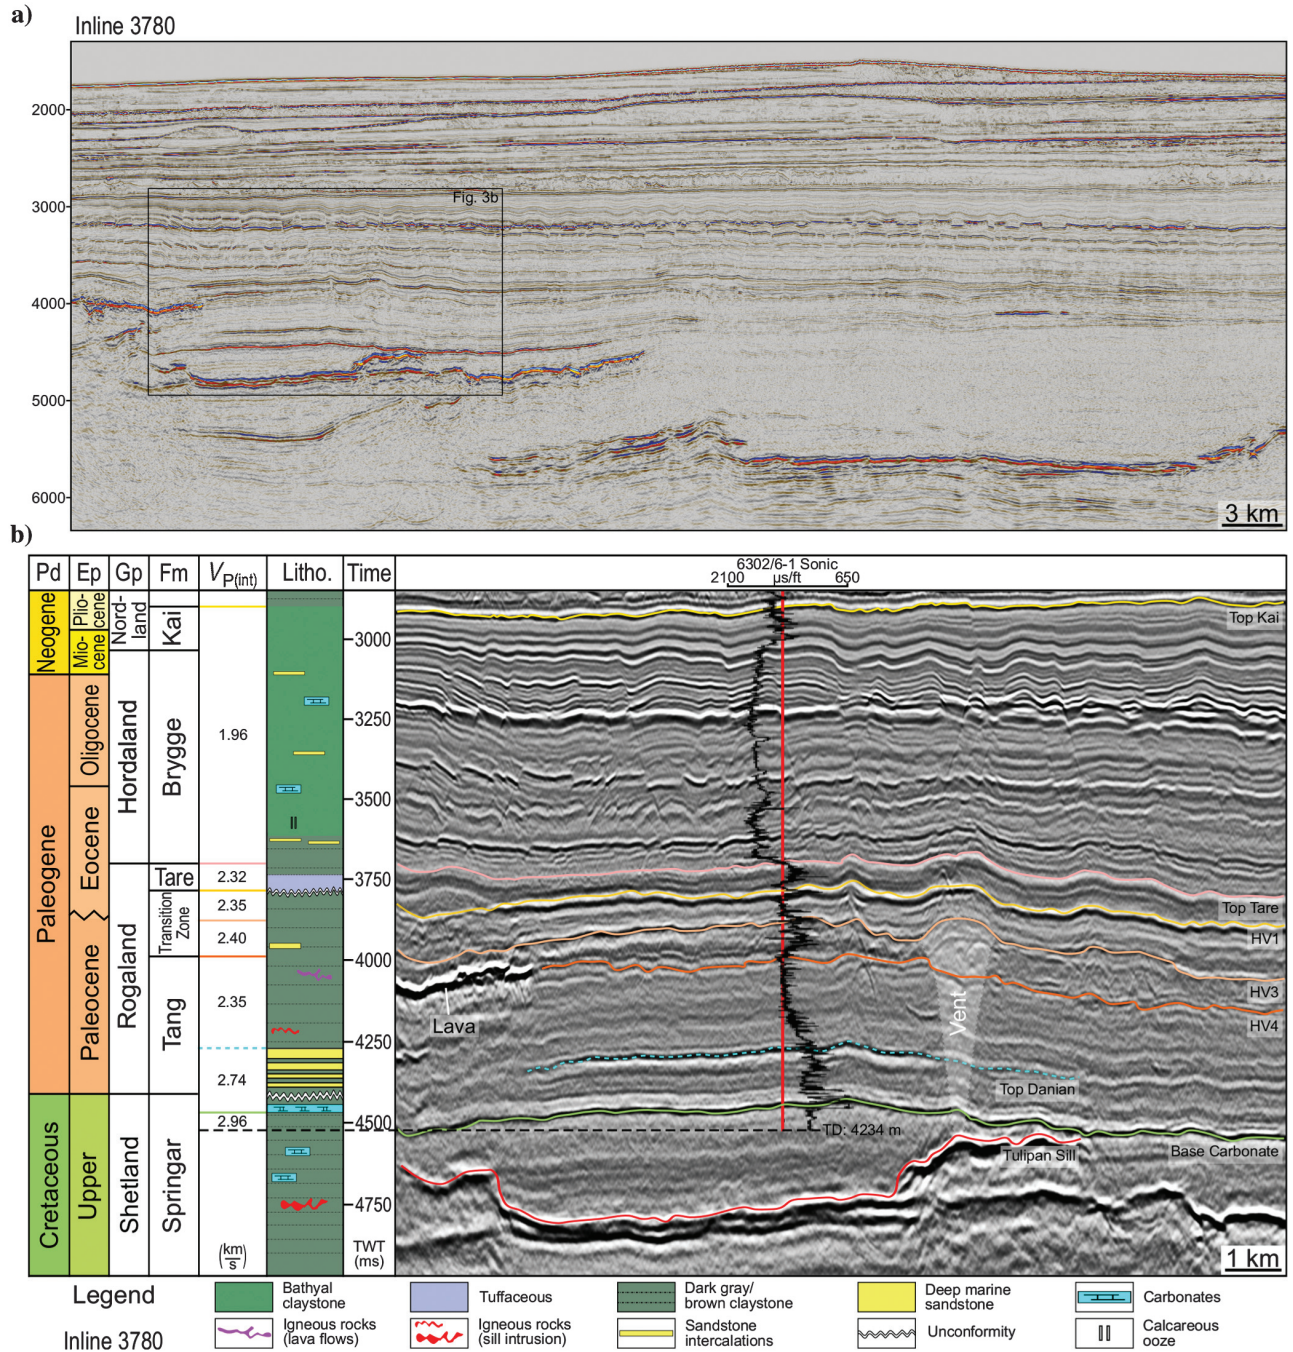 a)
Inline 3780
2000
3000
4000
5000
6000
Fig. 3b
3 km
b)
Pd Ep Gp Fm VP(int) Litho. Time
6302/6-1 Sonic
2100 µs/ft 650
Neogene
Plio-
cene
Mio-
cene
Nord-
land
Kai
Paleogene
Oligocene
Eocene
Paleocene
Hordaland
Brygge
Rogaland
Tare
Transition
Zone
Tang
Cretaceous
Upper
Shetland
Springar
1.96
2.32
2.35
2.40
2.35
2.74
2.96
(km/s)
3000
3250
3500
3750
4000
4250
4500
4750
TWT
(ms)
Top Kai
Top Tare
HV1
HV3
HV4
Lava
Vent
Top Danian
TD: 4234 m
Tulipan Sill
Base Carbonate
1 km
Legend
Inline 3780
Bathyal
claystone
Tuffaceous
Dark gray/
brown claystone
Deep marine
sandstone
Carbonates
Igneous rocks
(lava flows)
Igneous rocks
(sill intrusion)
Sandstone
intercalations
Unconformity
Calcareous
ooze